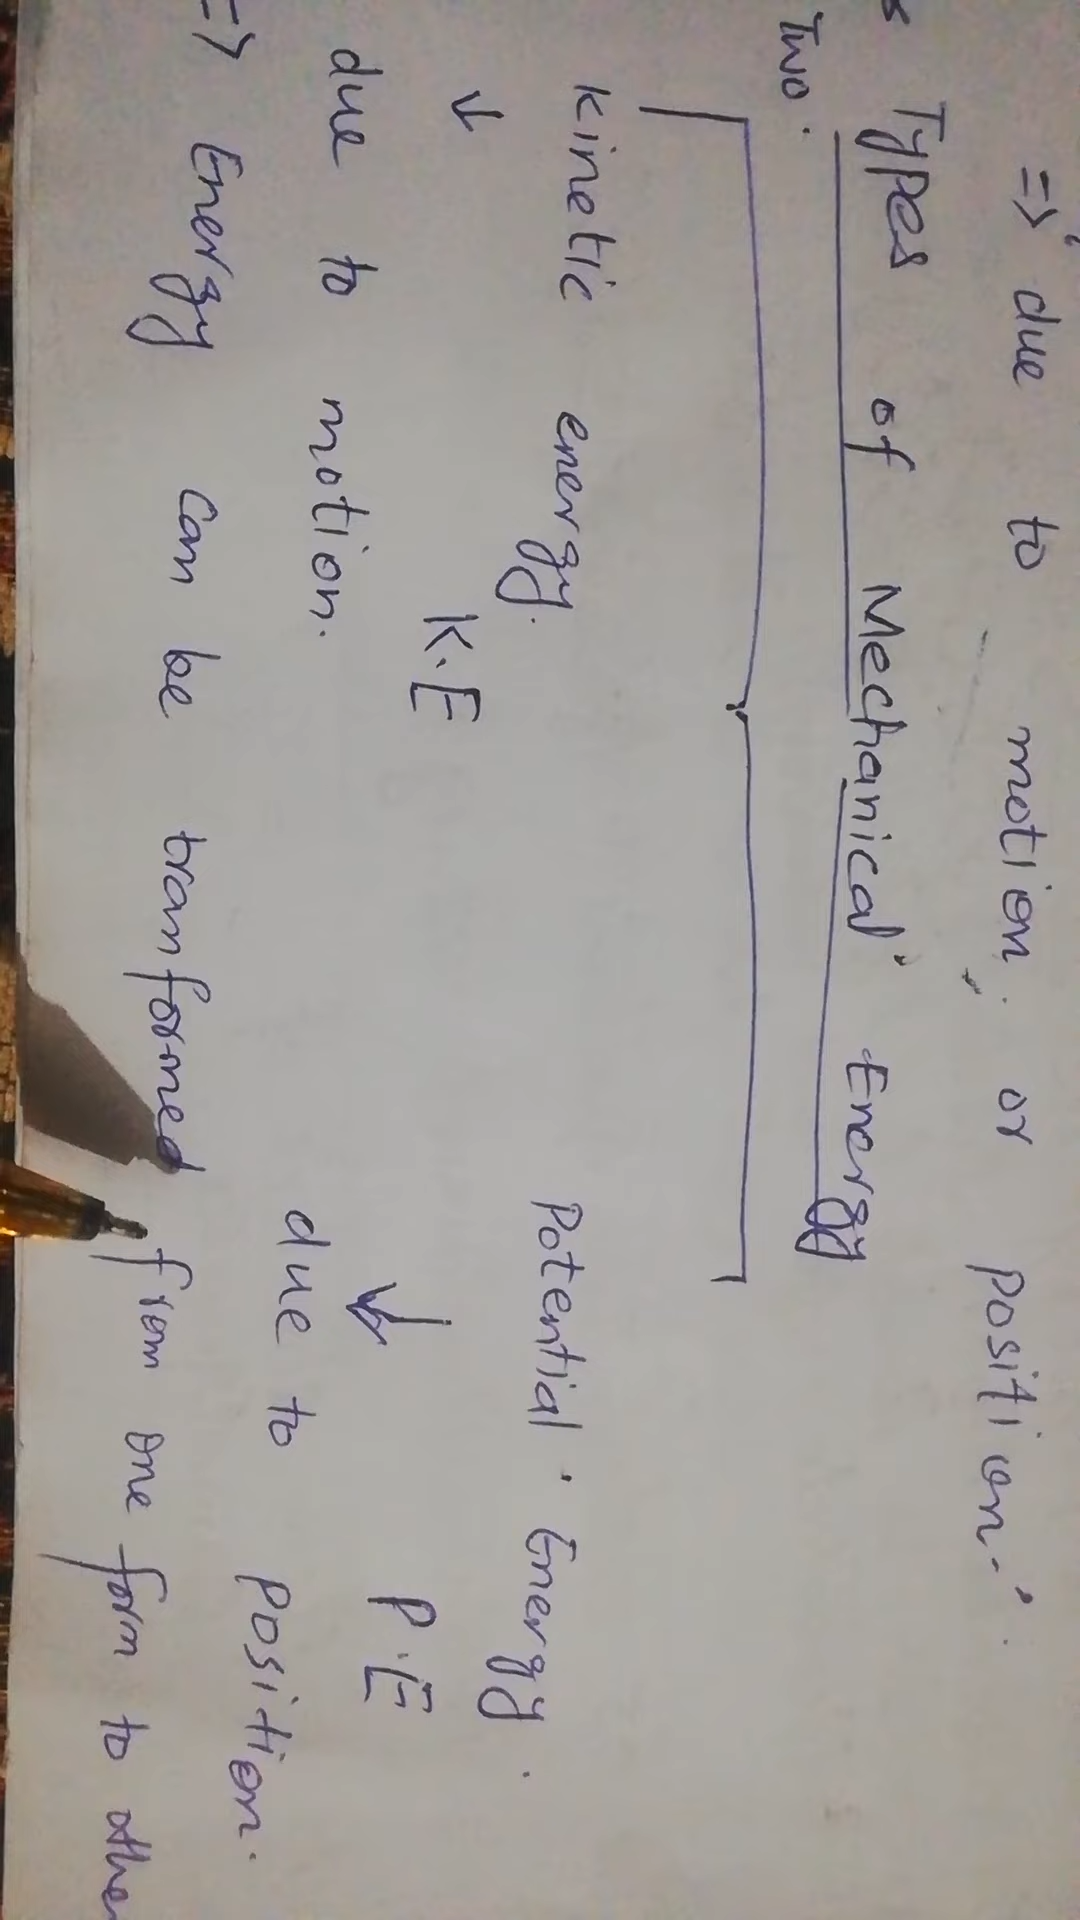 => due to motion. or position.
Types of Mechanical Energy
Two.
Kinetic energy. Potential Energy.
K.E P.E
due to motion. due to position.
=> Energy can be tramformed from one form to other